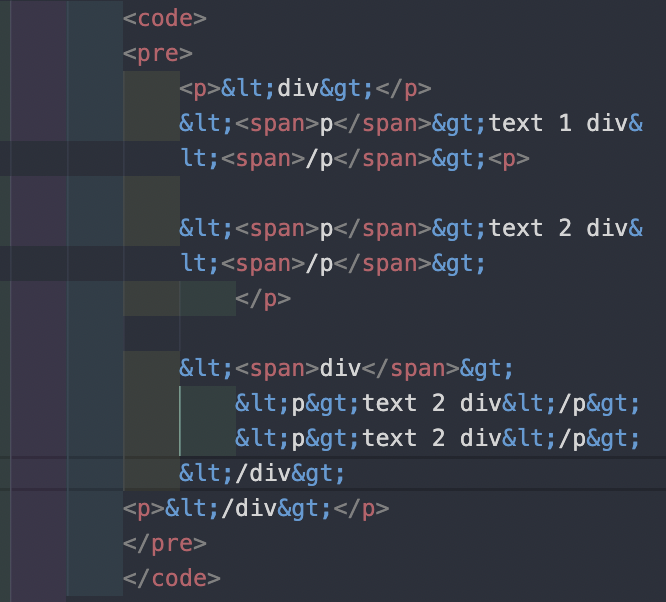 <code>
<pre>
<p>&lt;div&gt;</p>
&lt;<span>p</span>&gt;text 1 div&
lt;<span>/p</span>&gt;<p>
&lt;<span>p</span>&gt;text 2 div&
lt;<span>/p</span>&gt;
</p>
&lt;<span>div</span>&gt;
&lt;p&gt;text 2 div&lt;/p&gt;
&lt;p&gt;text 2 div&lt;/p&gt;
&lt;/div&gt;
<p>&lt;/div&gt;</p>
</pre>
</code>